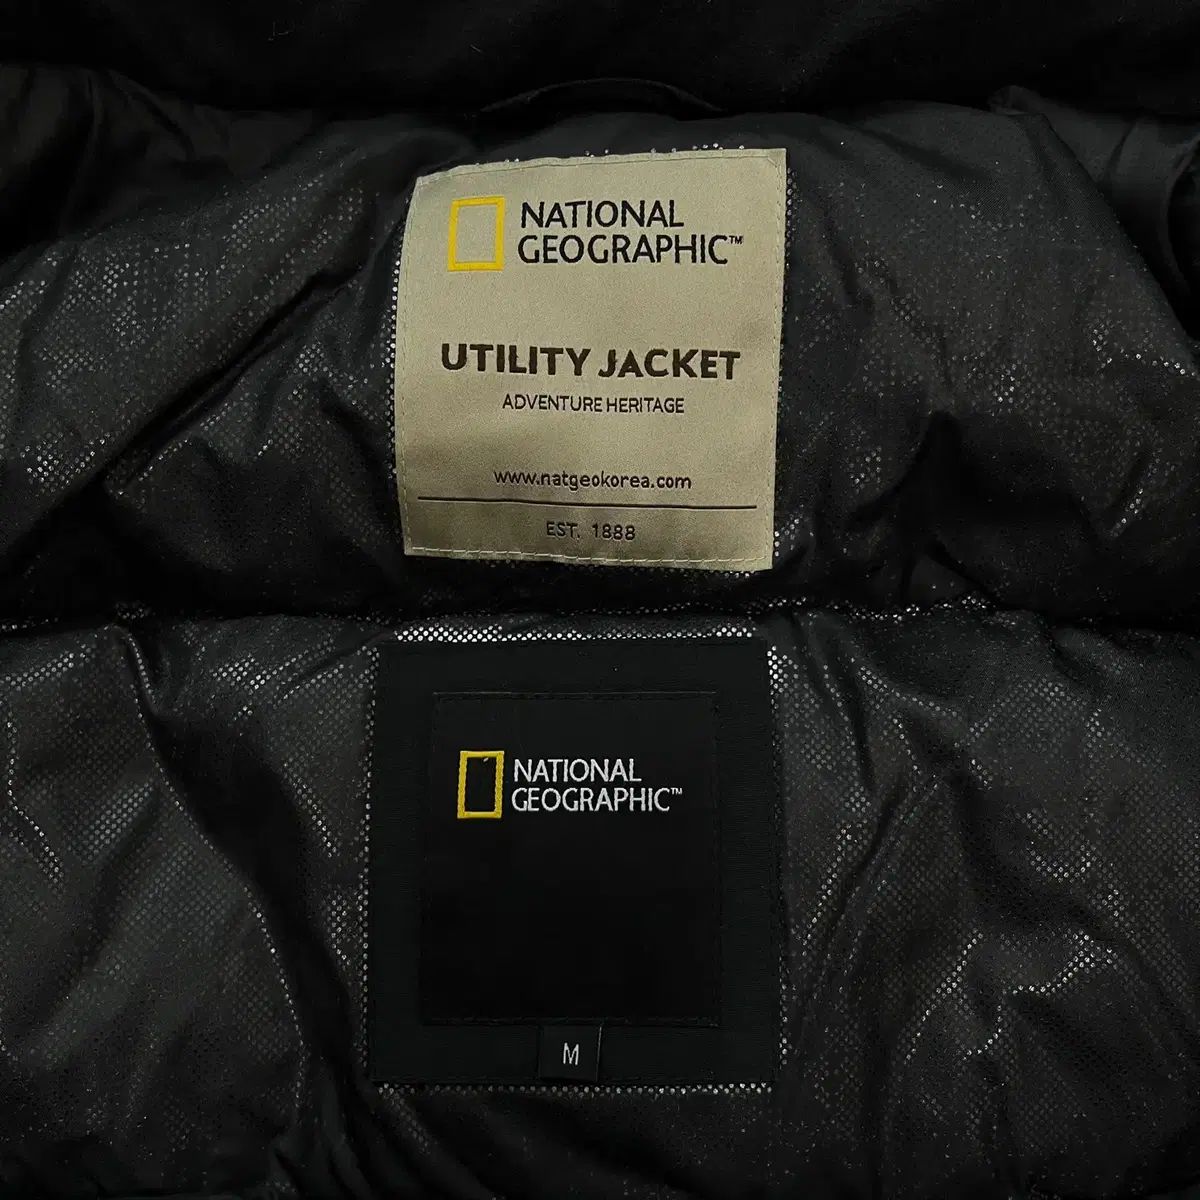 NATIONAL
GEOGRAPHIC™
UTILITY JACKET
ADVENTURE HERITAGE
www.natgeokorea.com
EST. 1888
NATIONAL
GEOGRAPHIC™
M